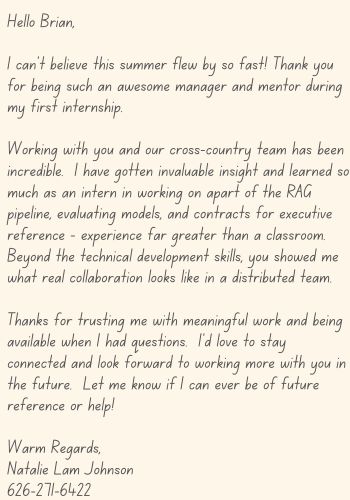 Hello Brian,
I can't believe this summer flew by so fast! Thank you
for being such an awesome manager and mentor during
my first internship.
Working with you and our cross-country team has been
incredible. I have gotten invaluable insight and learned so
much as an intern in working on apart of the RAG
pipeline, evaluating models, and contracts for executive
reference - experience far greater than a classroom.
Beyond the technical development skills, you showed me
what real collaboration looks like in a distributed team.
Thanks for trusting me with meaningful work and being
available when I had questions. I'd love to stay
connected and look forward to working more with you in
the future. Let me know if I can ever be of future
reference or help!
Warm Regards,
Natalie Lam Johnson
626-271-6422